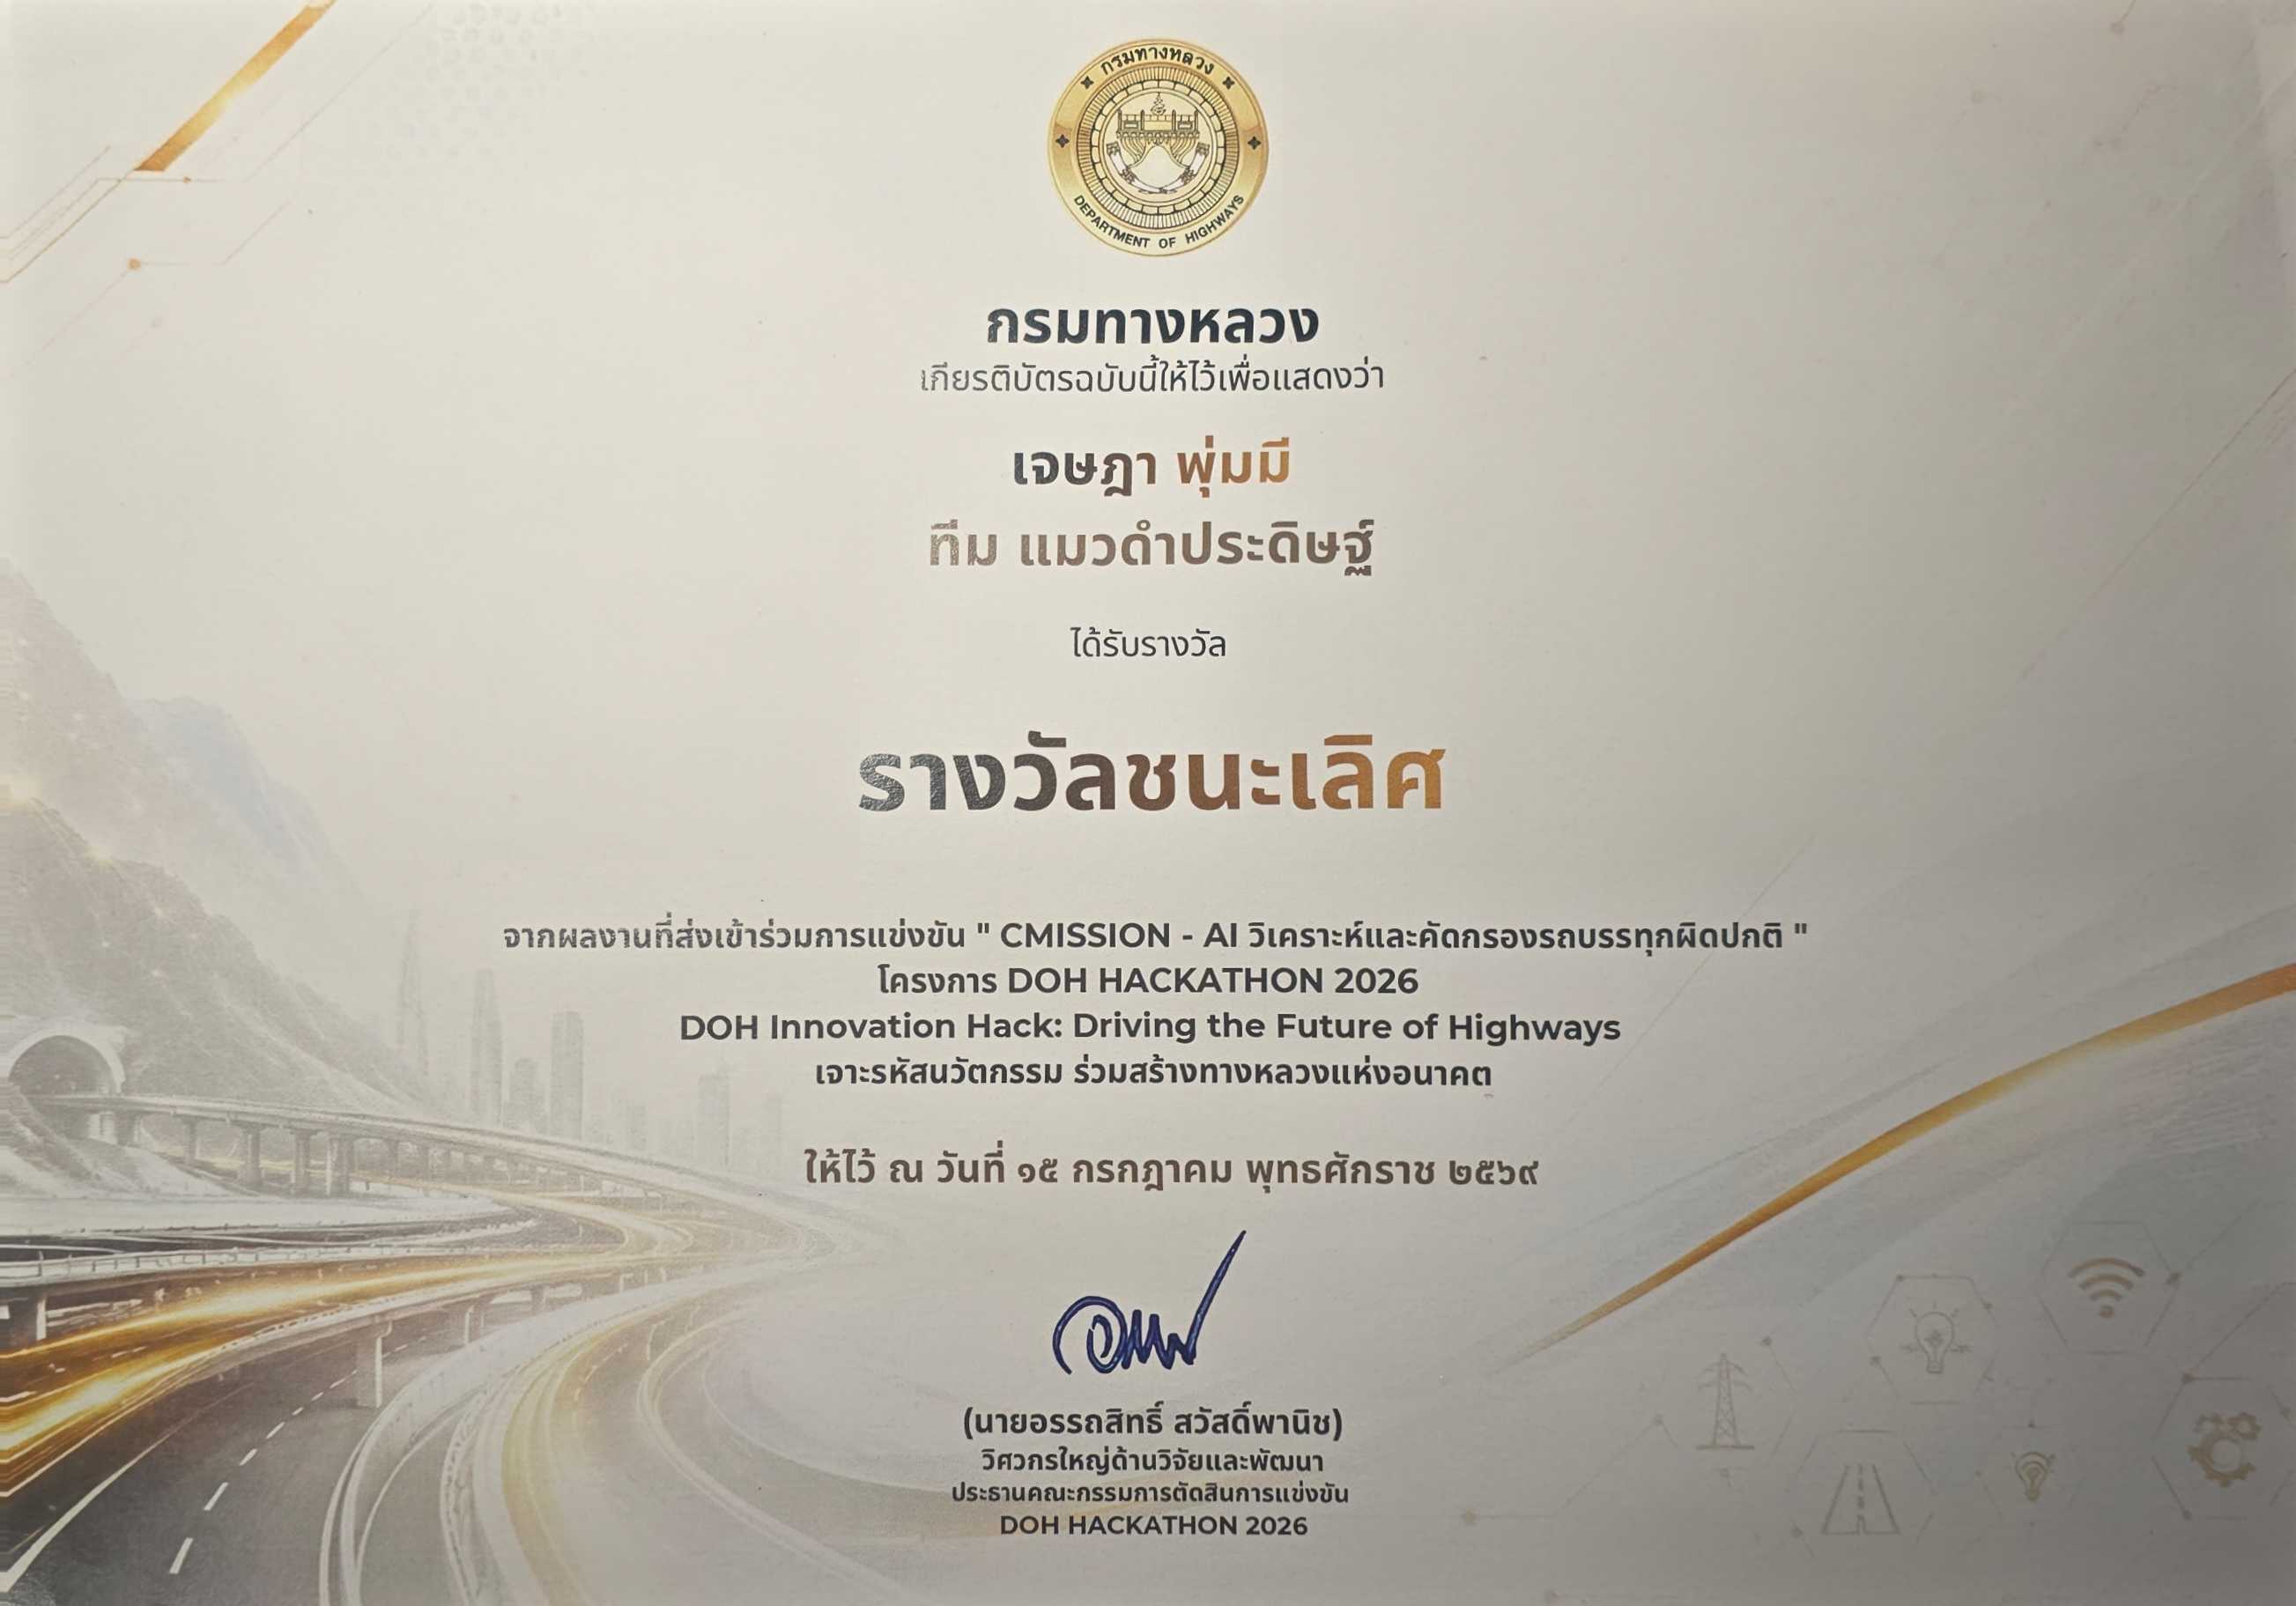 กรมทางหลวง
DEPARTMENT OF HIGHWAYS
กรมทางหลวง
เกียรติบัตรฉบับนี้ให้ไว้เพื่อแสดงว่า
เจษฎา พุ่มมี
ทีม แมวดำประดิษฐ์
ได้รับรางวัล
รางวัลชนะเลิศ
จากผลงานที่ส่งเข้าร่วมการแข่งขัน " CMISSION - AI วิเคราะห์และคัดกรองรถบรรทุกผิดปกติ "
โครงการ DOH HACKATHON 2026
DOH Innovation Hack: Driving the Future of Highways
เจาะรหัสนวัตกรรม ร่วมสร้างทางหลวงแห่งอนาคต
ให้ไว้ ณ วันที่ ๑๕ กรกฎาคม พุทธศักราช ๒๕๖๙
(นายอรรถสิทธิ์ สวัสดิ์พานิช)
วิศวกรใหญ่ด้านวิจัยและพัฒนา
ประธานคณะกรรมการตัดสินการแข่งขัน
DOH HACKATHON 2026